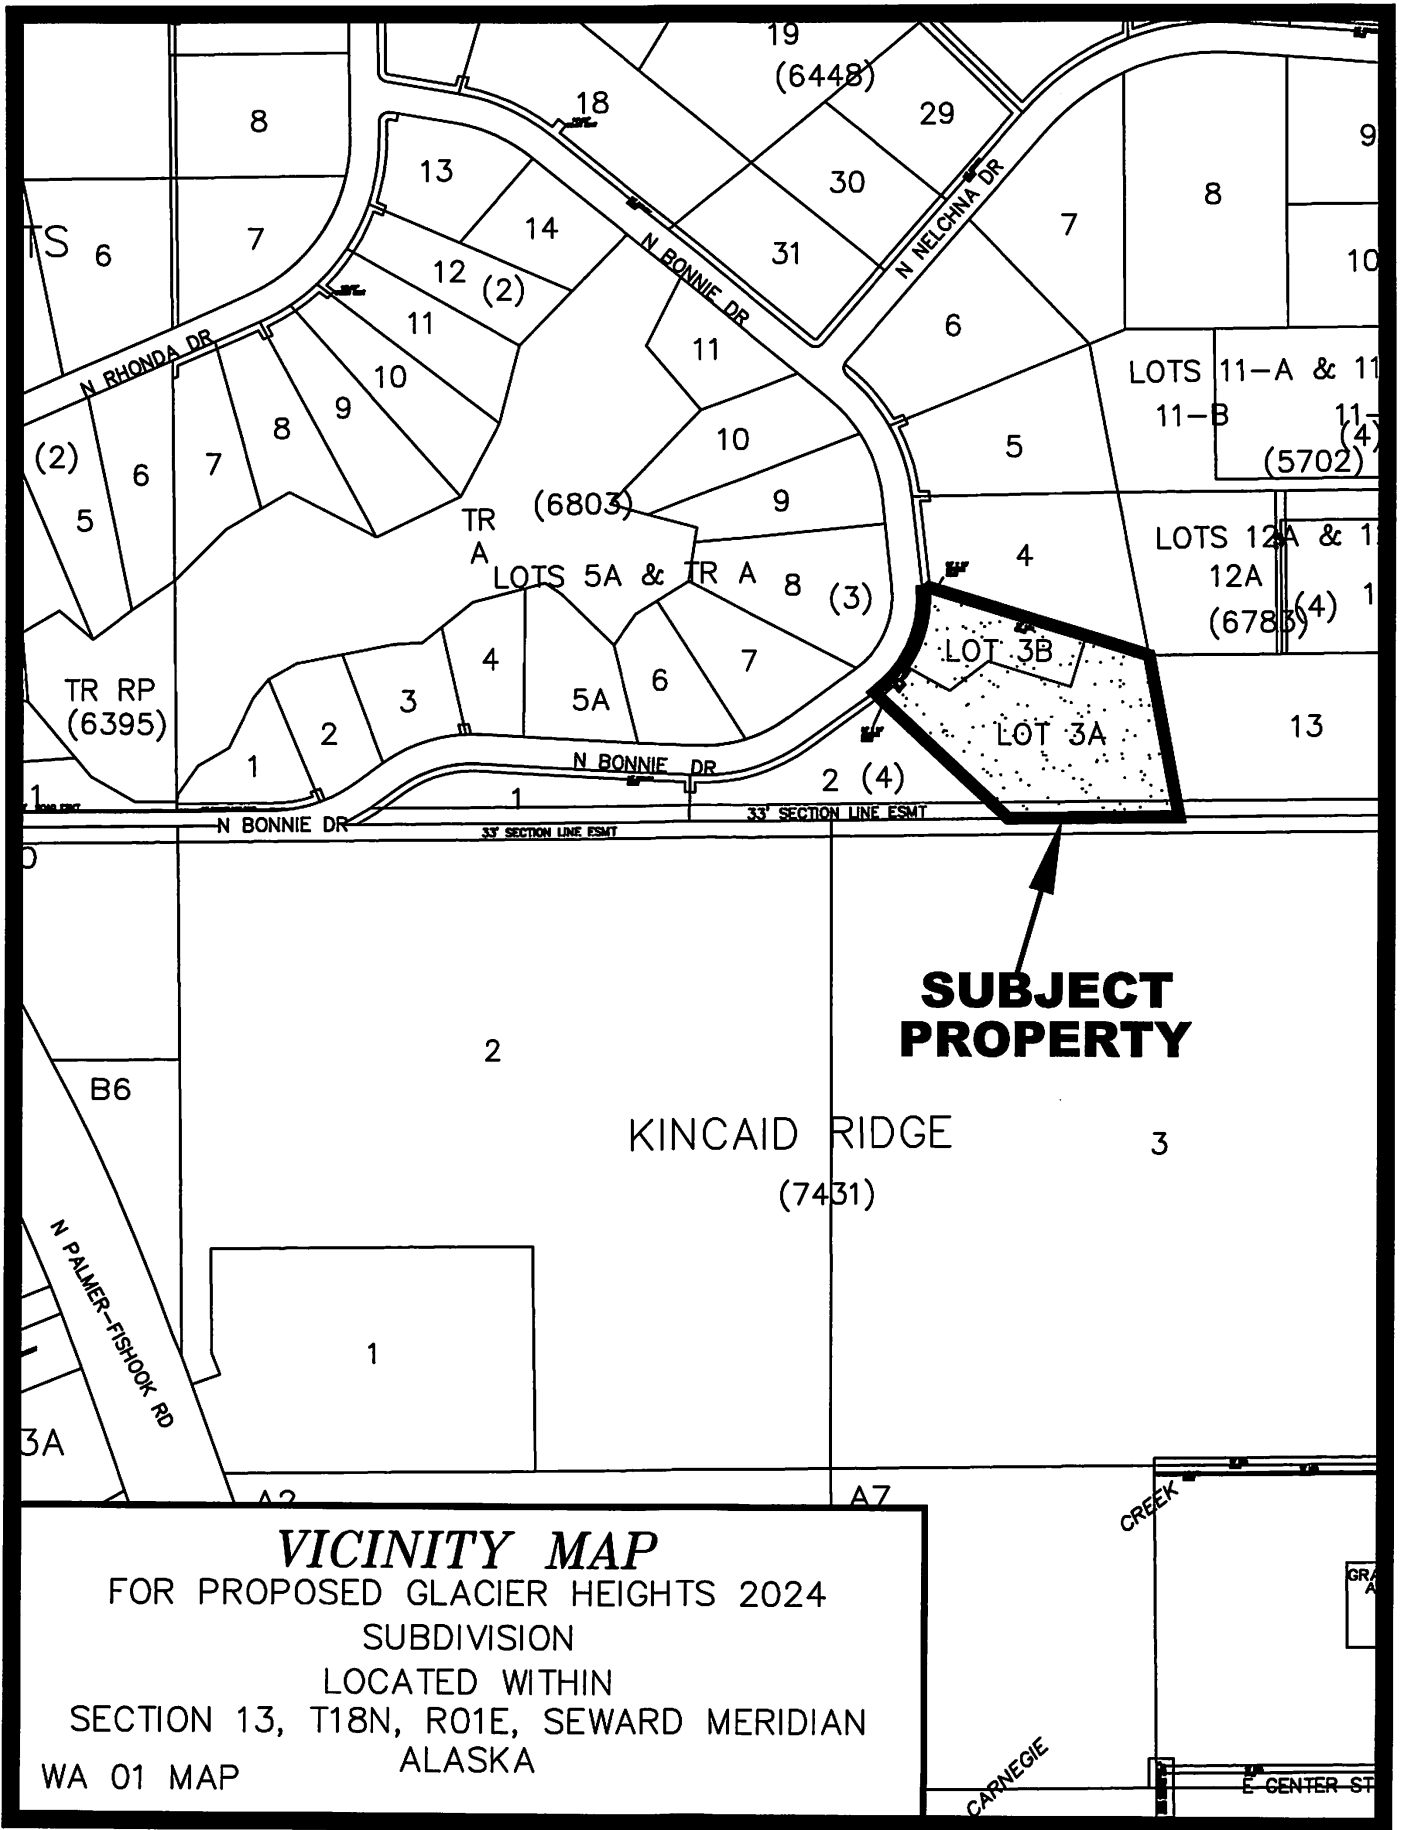 19
(6448)
18
29
8
9
13
30
8
14
7
TS
6
7
31
N NELCHNA DR
N BONNIE DR
12
(2)
10
11
6
11
N RHONDA DR
10
LOTS 11-A & 11
9
11-B
11-
8
10
5
(4)
(2)
7
6
(5702)
9
(6803)
5
TR
A
LOTS 12A & 1
4
LOTS 5A & TR A
8
(3)
12A
(4)
1
(6783)
LOT 3B
4
7
TR RP
6
(6395)
3
5A
2
LOT 3A
13
1
N BONNIE DR
2
(4)
1
1
33' SECTION LINE ESMT
N BONNIE DR
33' SECTION LINE ESMT
SUBJECT
PROPERTY
2
B6
KINCAID RIDGE
3
(7431)
N PALMER-FISHOOK RD
1
3A
A2
A7
CREEK
VICINITY MAP
FOR PROPOSED GLACIER HEIGHTS 2024
SUBDIVISION
LOCATED WITHIN
SECTION 13, T18N, R01E, SEWARD MERIDIAN
ALASKA
WA 01 MAP
GRA
A
CARNEGIE
E CENTER ST